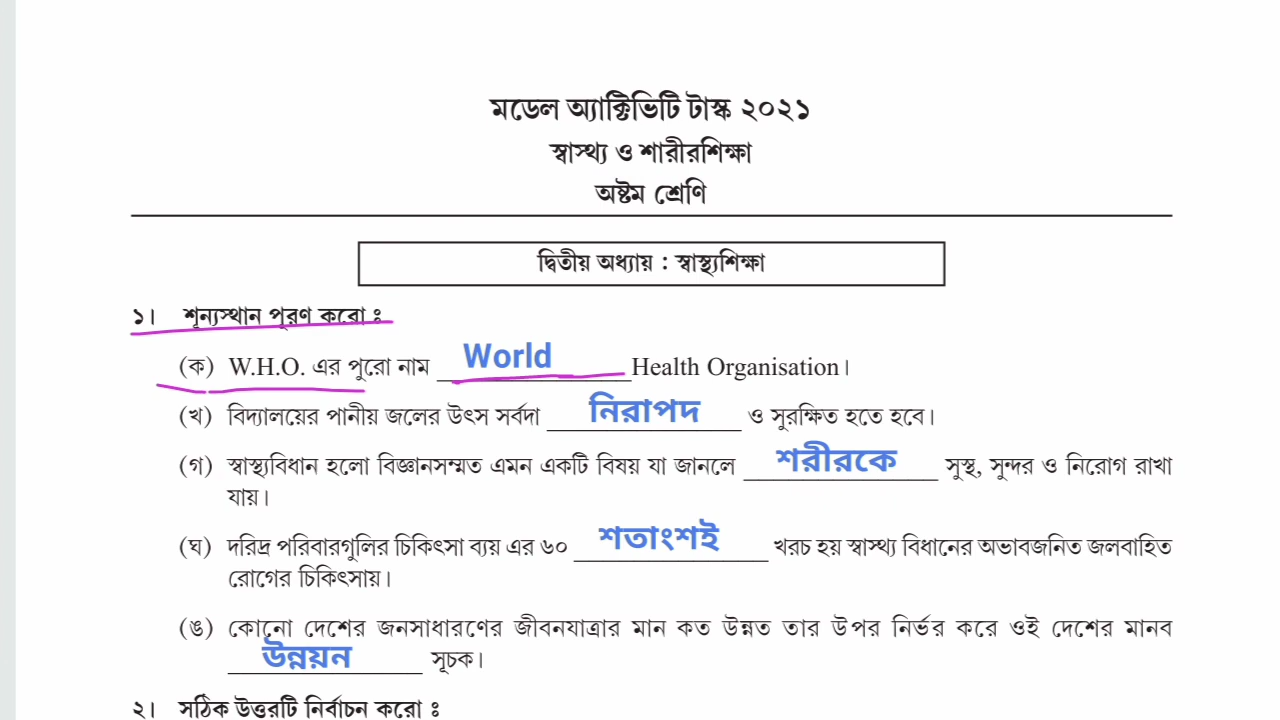 মডেল অ্যাক্টিভিটি টাস্ক ২০২১
স্বাস্থ্য ও শারীরশিক্ষা
অষ্টম শ্রেণি
দ্বিতীয় অধ্যায় : স্বাস্থ্যশিক্ষা
১। শূন্যস্থান পূরণ করো ঃ
(ক) W.H.O. এর পুরো নাম World Health Organisation।
(খ) বিদ্যালয়ের পানীয় জলের উৎস সর্বদা নিরাপদ ও সুরক্ষিত হতে হবে।
(গ) স্বাস্থ্যবিধান হলো বিজ্ঞানসম্মত এমন একটি বিষয় যা জানলে শরীরকে সুস্থ, সুন্দর ও নিরোগ রাখা
যায়।
(ঘ) দরিদ্র পরিবারগুলির চিকিৎসা ব্যয় এর ৬০ শতাংশই খরচ হয় স্বাস্থ্য বিধানের অভাবজনিত জলবাহিত
রোগের চিকিৎসায়।
(ঙ) কোনো দেশের জনসাধারণের জীবনযাত্রার মান কত উন্নত তার উপর নির্ভর করে ওই দেশের মানব
উন্নয়ন সূচক।
২। সঠিক উত্তরটি নির্বাচন করো ঃ